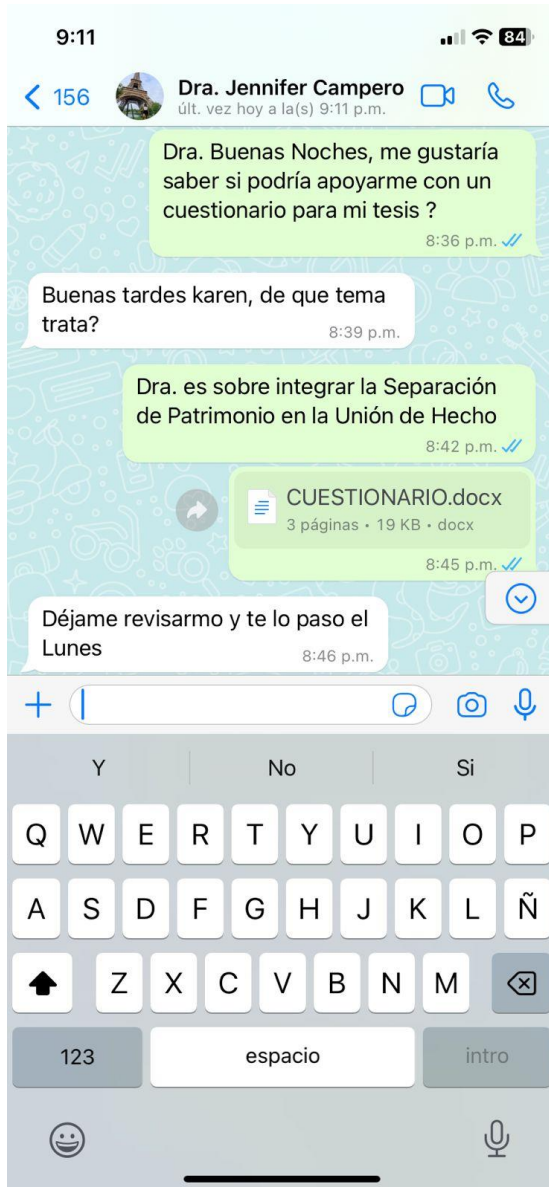 9:11
84
156
Dra. Jennifer Campero
últ. vez hoy a la(s) 9:11 p.m.
Dra. Buenas Noches, me gustaría
saber si podría apoyarme con un
cuestionario para mi tesis ?
8:36 p.m.
Buenas tardes karen, de que tema
trata?
8:39 p.m.
Dra. es sobre integrar la Separación
de Patrimonio en la Unión de Hecho
8:42 p.m.
CUESTIONARIO.docx
3 páginas • 19 KB • docx
8:45 p.m.
Déjame revisarmo y te lo paso el
Lunes
8:46 p.m.
Y No Si
Q W E R T Y U I O P
A S D F G H J K L Ñ
Z X C V B N M
123 espacio intro